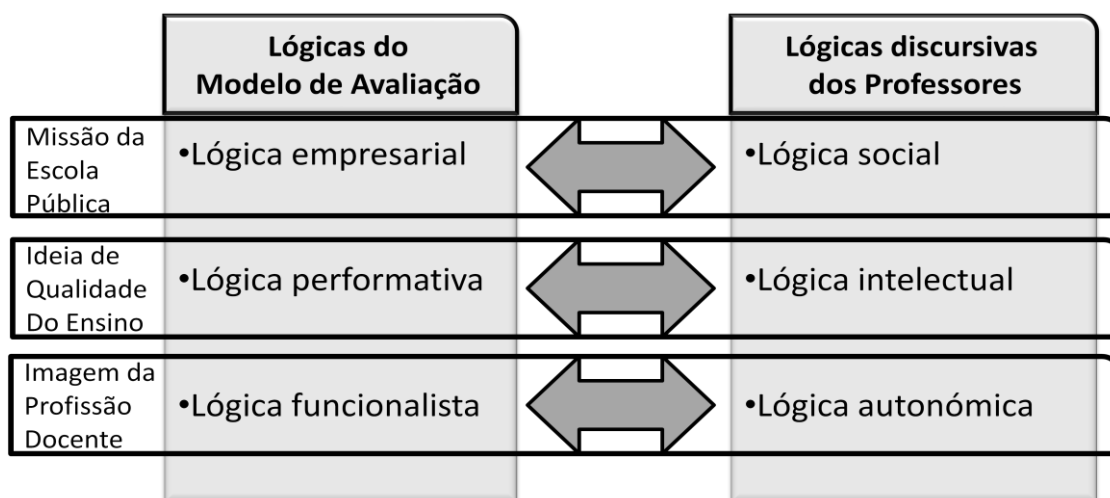 Lógicas do
Modelo de Avaliação
Lógicas discursivas
dos Professores
Missão da
Escola
Pública
•Lógica empresarial
•Lógica social
Ideia de
Qualidade
Do Ensino
•Lógica performativa
•Lógica intelectual
Imagem da
Profissão
Docente
•Lógica funcionalista
•Lógica autonómica